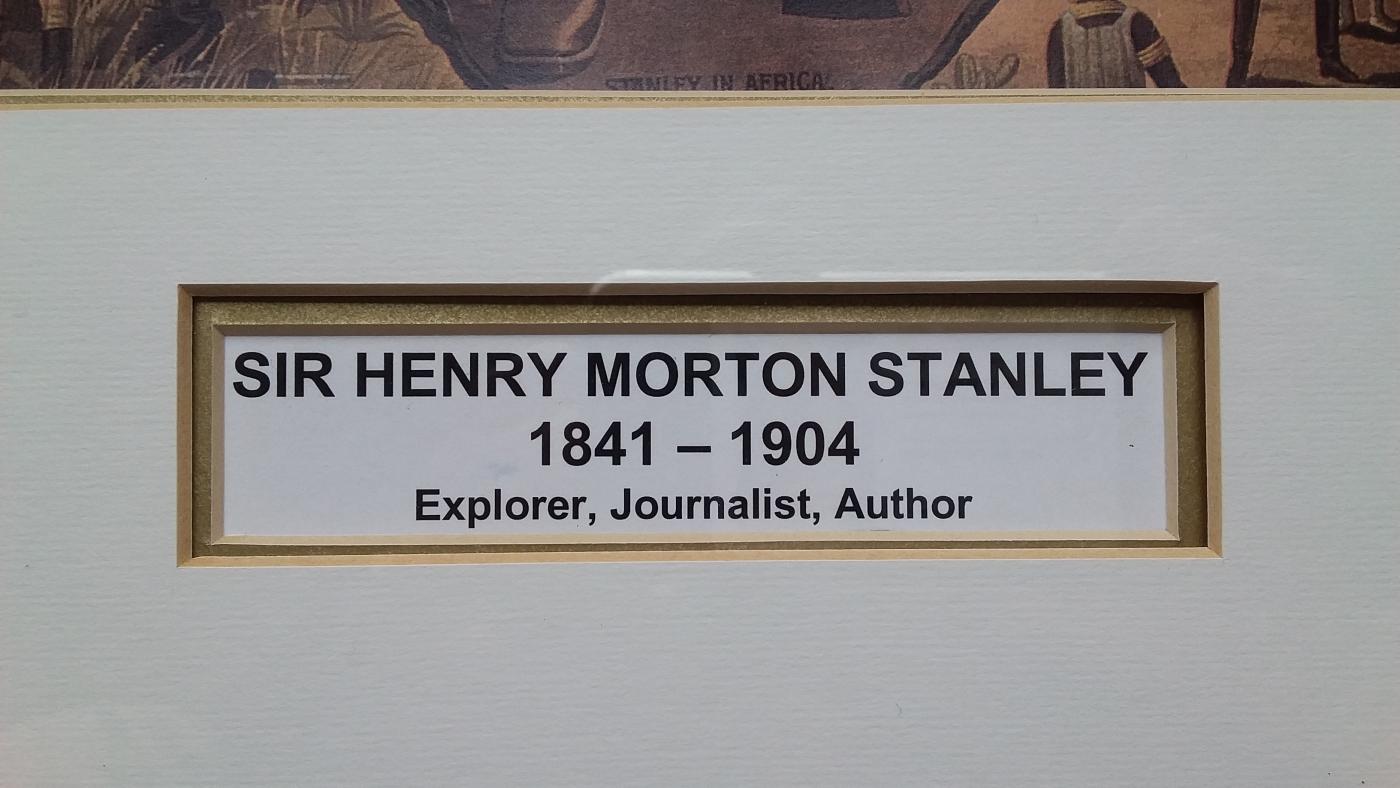 STANLEY IN AFRICA.
SIR HENRY MORTON STANLEY
1841 – 1904
Explorer, Journalist, Author